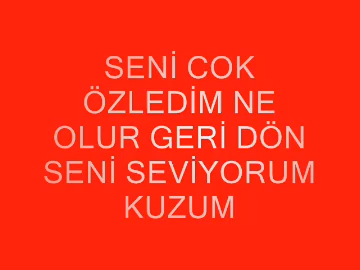 SENİ COK
ÖZLEDİM NE
OLUR GERİ DÖN
SENİ SEVİYORUM
KUZUM